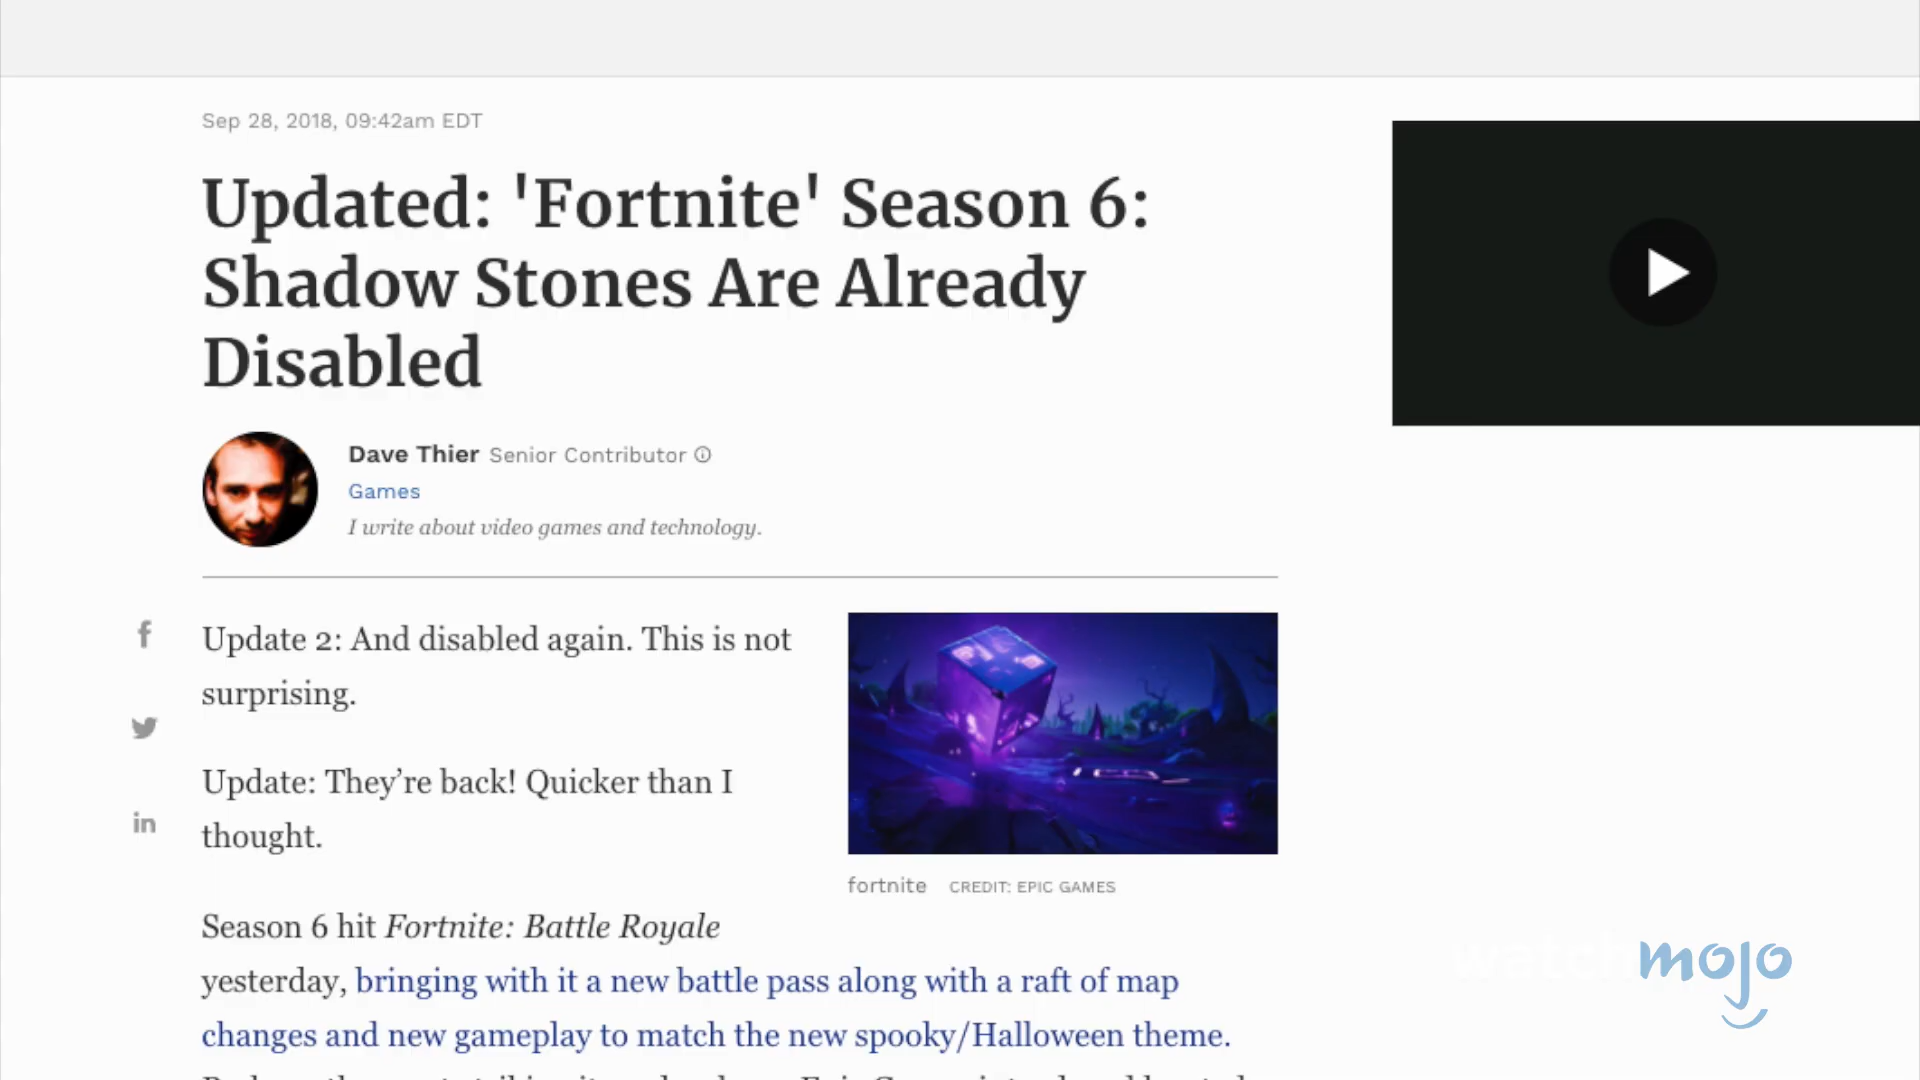 Sep 28, 2018, 09:42am EDT
Updated: 'Fortnite' Season 6:
Shadow Stones Are Already
Disabled
Dave Thier Senior Contributor
Games
I write about video games and technology.
Update 2: And disabled again. This is not
surprising.
Update: They're back! Quicker than I
thought.
fortnite CREDIT: EPIC GAMES
Season 6 hit Fortnite: Battle Royale
yesterday, bringing with it a new battle pass along with a raft of map
changes and new gameplay to match the new spooky/Halloween theme.
watchmojo